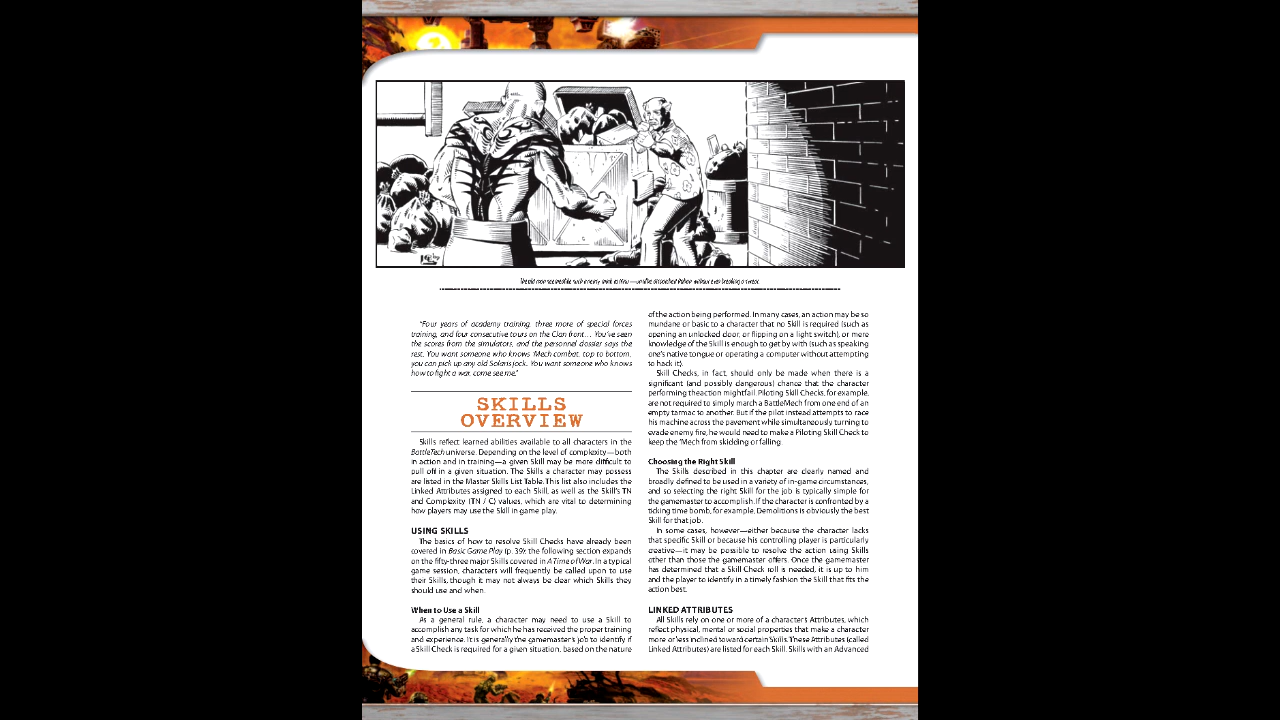 "Four years of academy training, three more of special forces
training, and four consecutive tours on the Clan front… You've seen
the scores from the simulators, and the personnel dossier says the
rest. You want someone who knows 'Mech combat, top to bottom,
you can pick up any old Solaris jock. You want someone who knows
how to fight a war, come see me."
SKILLS
OVERVIEW
Skills reflect learned abilities available to all characters in the
BattleTech universe. Depending on the level of complexity—both
in action and in training—a given Skill may be more difficult to
pull off in a given situation. The Skills a character may possess
are listed in the Master Skills List Table. This list also includes the
Linked Attributes assigned to each Skill, as well as the Skill's TN
and Complexity (TN / C) values, which are vital to determining
how players may use the Skill in game play.
USING SKILLS
The basics of how to resolve Skill Checks have already been
covered in Basic Game Play (p. 39); the following section expands
on the fifty-three major Skills covered in A Time of War. In a typical
game session, characters will frequently be called upon to use
their Skills, though it may not always be clear which Skills they
should use and when.
When to Use a Skill
As a general rule, a character may need to use a Skill to
accomplish any task for which he has received the proper training
and experience. It is generally the gamemaster's job to identify if
a Skill Check is required for a given situation, based on the nature
of the action being performed. In many cases, an action may be so
mundane or basic to a character that no Skill is required (such as
opening an unlocked door, or flipping on a light switch), or mere
knowledge of the Skill is enough to get by with (such as speaking
one's native tongue or operating a computer without attempting
to hack it).
Skill Checks, in fact, should only be made when there is a
significant (and possibly dangerous) chance that the character
performing the action might fail. Piloting Skill Checks, for example,
are not required to simply march a BattleMech from one end of an
empty tarmac to another. But if the pilot instead attempts to race
his machine across the pavement while simultaneously turning to
evade enemy fire, he would need to make a Piloting Skill Check to
keep the 'Mech from skidding or falling.
Choosing the Right Skill
The Skills described in this chapter are clearly named and
broadly defined to be used in a variety of in-game circumstances,
and so selecting the right Skill for the job is typically simple for
the gamemaster to accomplish. If the character is confronted by a
ticking time bomb, for example, Demolitions is obviously the best
Skill for that job.
In some cases, however—either because the character lacks
that specific Skill or because his controlling player is particularly
creative—it may be possible to resolve the action using Skills
other than those the gamemaster offers. Once the gamemaster
has determined that a Skill Check roll is needed, it is up to him
and the player to identify in a timely fashion the Skill that fits the
action best.
LINKED ATTRIBUTES
All Skills rely on one or more of a character's Attributes, which
reflect physical, mental or social properties that make a character
more or less inclined toward certain Skills. These Attributes (called
Linked Attributes) are listed for each Skill. Skills with an Advanced